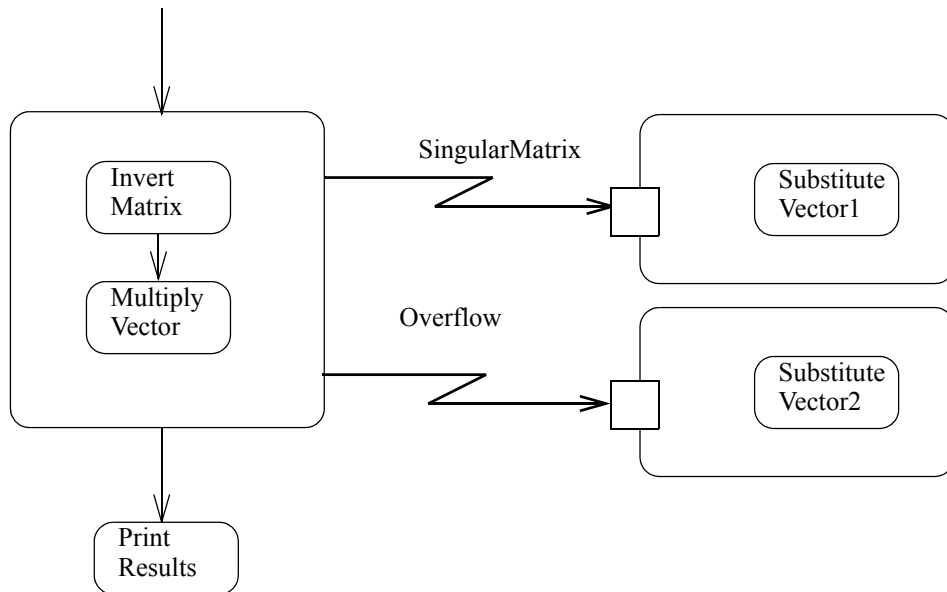 SingularMatrix
Invert
Matrix
Substitute
Vector1
Multiply
Vector
Overflow
Substitute
Vector2
Print
Results